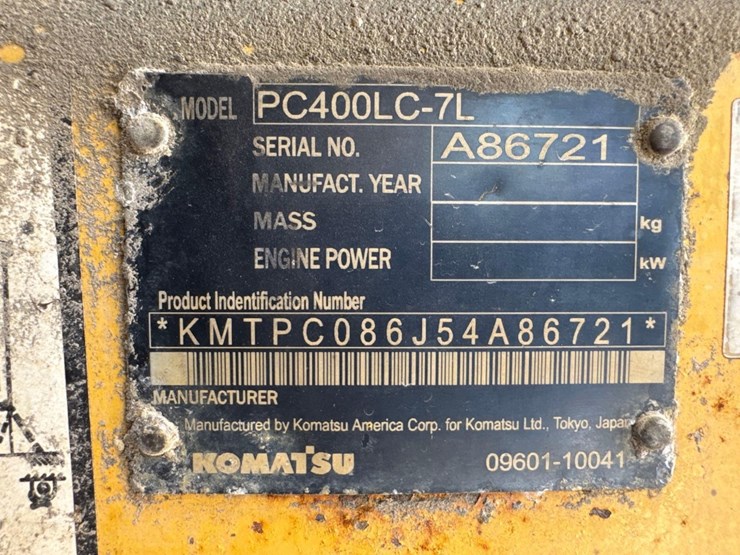 MODEL PC400LC-7L
SERIAL NO. A86721
MANUFACT. YEAR
MASS kg
ENGINE POWER kW
Product Indentification Number
*KMTPC086J54A86721*
MANUFACTURER
Manufactured by Komatsu America Corp. for Komatsu Ltd., Tokyo, Japan
KOMATSU 09601-10041